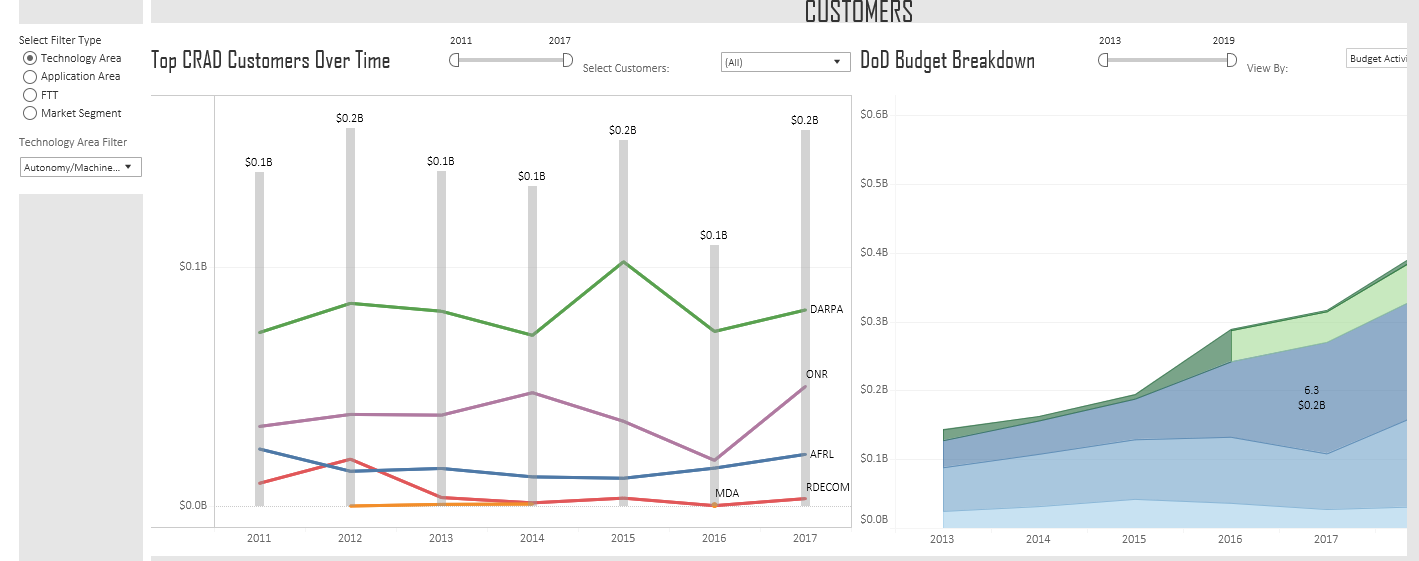 CUSTOMERS
Select Filter Type
Technology Area
Application Area
FTT
Market Segment
Technology Area Filter
Autonomy/Machine...
Top CRAD Customers Over Time
2011 2017
Select Customers:
(All)
$0.1B
$0.0B
$0.1B
$0.2B
$0.1B
$0.1B
$0.2B
$0.1B
$0.2B
DARPA
ONR
AFRL
MDA
RDECOM
2011 2012 2013 2014 2015 2016 2017
DoD Budget Breakdown
2013 2019
View By:
Budget Activi
$0.6B
$0.5B
$0.4B
$0.3B
$0.2B
$0.1B
$0.0B
6.3
$0.2B
2013 2014 2015 2016 2017